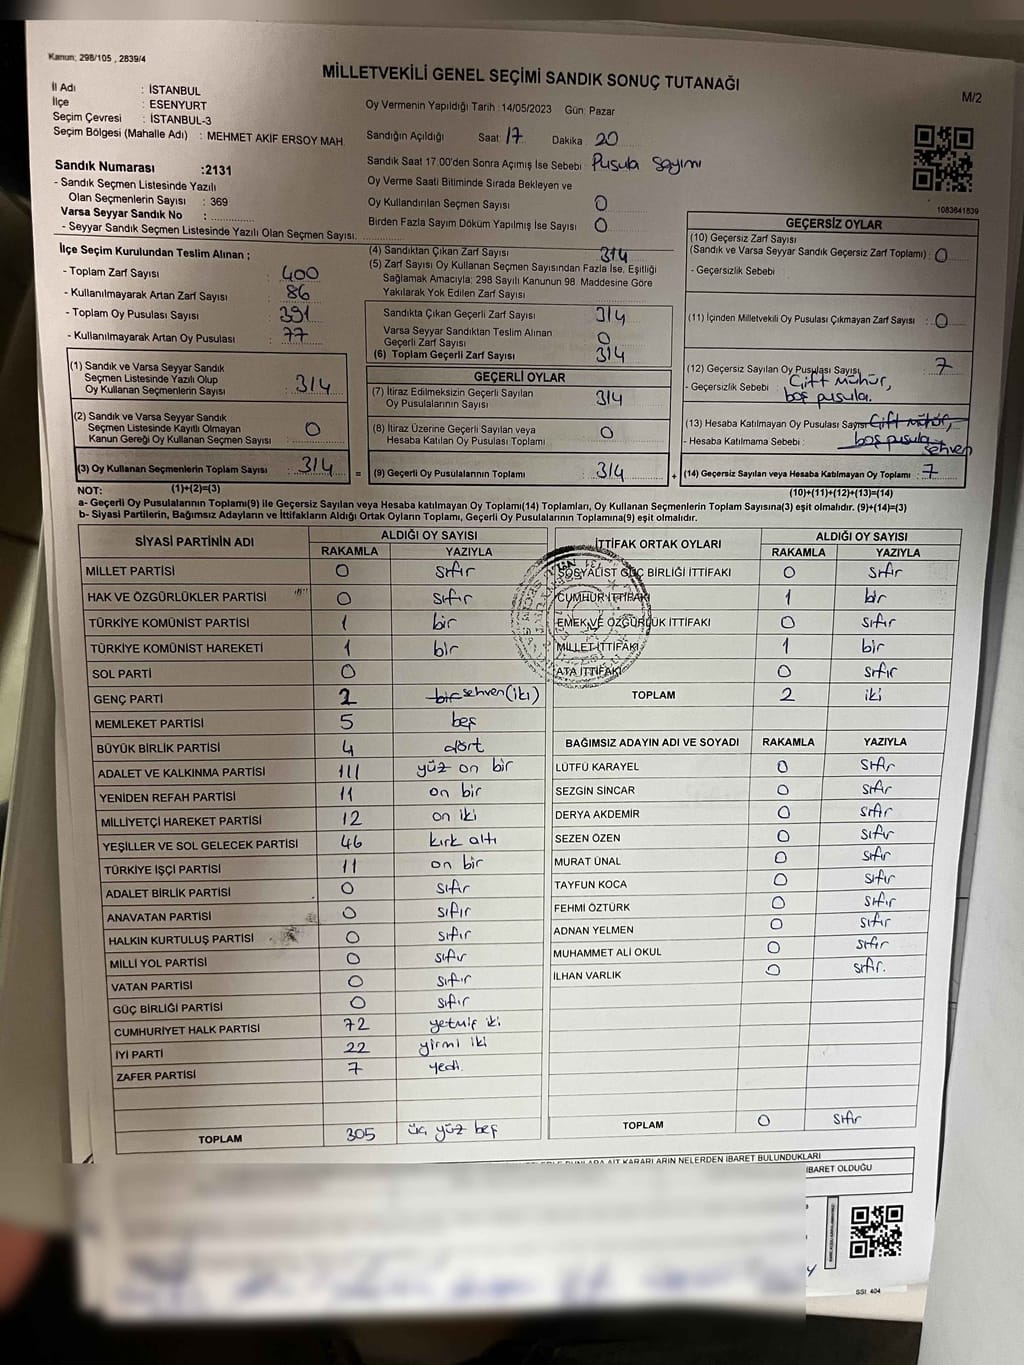 Kanun; 298/105 , 2839/4
MİLLETVEKİLİ GENEL SEÇİMİ SANDIK SONUÇ TUTANAĞI
M/2
İl Adı : İSTANBUL
İlçe : ESENYURT
Seçim Çevresi : İSTANBUL-3
Seçim Bölgesi (Mahalle Adı) : MEHMET AKİF ERSOY MAH.
Oy Vermenin Yapıldığı Tarih : 14/05/2023 Gün: Pazar
Sandığın Açıldığı Saat : 17 Dakika 20
Sandık Saat 17.00'den Sonra Açımış İse Sebebi : Pusula Sayımı
Oy Verme Saati Bitiminde Sırada Bekleyen ve
Oy Kullandırılan Seçmen Sayısı 0
Birden Fazla Sayım Döküm Yapılmış İse Sayısı 0
Sandık Numarası :2131
- Sandık Seçmen Listesinde Yazılı
Olan Seçmenlerin Sayısı : 369
Varsa Seyyar Sandık No :
- Seyyar Sandık Seçmen Listesinde Yazılı Olan Seçmen Sayısı.
İlçe Seçim Kurulundan Teslim Alınan ;
- Toplam Zarf Sayısı : 400
- Kullanılmayarak Artan Zarf Sayısı : 86
- Toplam Oy Pusulası Sayısı : 391
- Kullanılmayarak Artan Oy Pusulası : 77
(1) Sandık ve Varsa Seyyar Sandık
Seçmen Listesinde Yazılı Olup
Oy Kullanan Seçmenlerin Sayısı : 314
(2) Sandık ve Varsa Seyyar Sandık
Seçmen Listesinde Kayıtlı Olmayan
Kanun Gereği Oy Kullanan Seçmen Sayısı : 0
(3) Oy Kullanan Seçmenlerin Toplam Sayısı : 314
(4) Sandıktan Çıkan Zarf Sayısı : 314
(5) Zarf Sayısı Oy Kullanan Seçmen Sayısından Fazla İse, Eşitliği
Sağlamak Amacıyla; 298 Sayılı Kanunun 98 Maddesine Göre
Yakılarak Yok Edilen Zarf Sayısı
Sandıkta Çıkan Geçerli Zarf Sayısı : 314
Varsa Seyyar Sandıktan Teslim Alınan
Geçerli Zarf Sayısı : 0
(6) Toplam Geçerli Zarf Sayısı : 314
GEÇERLİ OYLAR
(7) İtiraz Edilmeksizin Geçerli Sayılan
Oy Pusulalarının Sayısı : 314
(8) İtiraz Üzerine Geçerli Sayılan veya
Hesaba Katılan Oy Pusulası Toplamı : 0
= (9) Geçerli Oy Pusulalarının Toplamı : 314
1083641839
GEÇERSİZ OYLAR
(10) Geçersiz Zarf Sayısı
(Sandık ve Varsa Seyyar Sandık Geçersiz Zarf Toplamı) : 0
- Geçersizlik Sebebi :
(11) İçinden Milletvekili Oy Pusulası Çıkmayan Zarf Sayısı : 0
(12) Geçersiz Sayılan Oy Pusulası Sayısı : 7
- Geçersizlik Sebebi : Çift mühür,
boş pusula.
(13) Hesaba Katılmayan Oy Pusulası Sayısı Çift mühür,
- Hesaba Katılmama Sebebi : boş pusula sehven
+ (14) Geçersiz Sayılan veya Hesaba Katılmayan Oy Toplamı : 7
NOT: (1)+(2)=(3)
(10)+(11)+(12)+(13)=(14)
a- Geçerli Oy Pusulalarının Toplamı(9) ile Geçersiz Sayılan veya Hesaba katılmayan Oy Toplamı(14) Toplamları, Oy Kullanan Seçmenlerin Toplam Sayısına(3) eşit olmalıdır. (9)+(14)=(3)
b- Siyasi Partilerin, Bağımsız Adayların ve İttifakların Aldığı Ortak Oyların Toplamı, Geçerli Oy Pusulalarının Toplamına(9) eşit olmalıdır.
SİYASİ PARTİNİN ADI ALDIĞI OY SAYISI
RAKAMLA YAZIYLA
MİLLET PARTİSİ 0 sıfır
HAK VE ÖZGÜRLÜKLER PARTİSİ 0 sıfır
TÜRKİYE KOMÜNİST PARTİSİ 1 bir
TÜRKİYE KOMÜNİST HAREKETİ 1 bir
SOL PARTİ 0
GENÇ PARTİ 2 bir sehven (iki)
MEMLEKET PARTİSİ 5 beş
BÜYÜK BİRLİK PARTİSİ 4 dört
ADALET VE KALKINMA PARTİSİ 111 yüz on bir
YENİDEN REFAH PARTİSİ 11 on bir
MİLLİYETÇİ HAREKET PARTİSİ 12 on iki
YEŞİLLER VE SOL GELECEK PARTİSİ 46 kırk altı
TÜRKİYE İŞÇİ PARTİSİ 11 on bir
ADALET BİRLİK PARTİSİ 0 sıfır
ANAVATAN PARTİSİ 0 sıfır
HALKIN KURTULUŞ PARTİSİ 0 sıfır
MİLLİ YOL PARTİSİ 0 sıfır
VATAN PARTİSİ 0 sıfır
GÜÇ BİRLİĞİ PARTİSİ 0 sıfır
CUMHURİYET HALK PARTİSİ 72 yetmiş iki
İYİ PARTİ 22 yirmi iki
ZAFER PARTİSİ 7 yedi.
TOPLAM 305 üç yüz beş
İTTİFAK ORTAK OYLARI ALDIĞI OY SAYISI
RAKAMLA YAZIYLA
SOSYALİST GÜÇ BİRLİĞİ İTTİFAKI 0 sıfır
CUMHUR İTTİFAKI 1 bir
EMEK VE ÖZGÜRLÜK İTTİFAKI 0 sıfır
MİLLET İTTİFAKI 1 bir
ATA İTTİFAKI 0 sıfır
TOPLAM 2 iki
BAĞIMSIZ ADAYIN ADI VE SOYADI RAKAMLA YAZIYLA
LÜTFÜ KARAYEL 0 sıfır
SEZGİN SİNCAR 0 sıfır
DERYA AKDEMİR 0 sıfır
SEZEN ÖZEN 0 sıfır
MURAT ÜNAL 0 sıfır
TAYFUN KOCA 0 sıfır
FEHMİ ÖZTÜRK 0 sıfır
ADNAN YELMEN 0 sıfır
MUHAMMET ALİ OKUL 0 sıfır
İLHAN VARLIK 0 sıfır.
TOPLAM 0 sıfır
KARARLARIN NELERDEN İBARET BULUNDUKLARI
İBARET OLDUĞU
SSI. 404